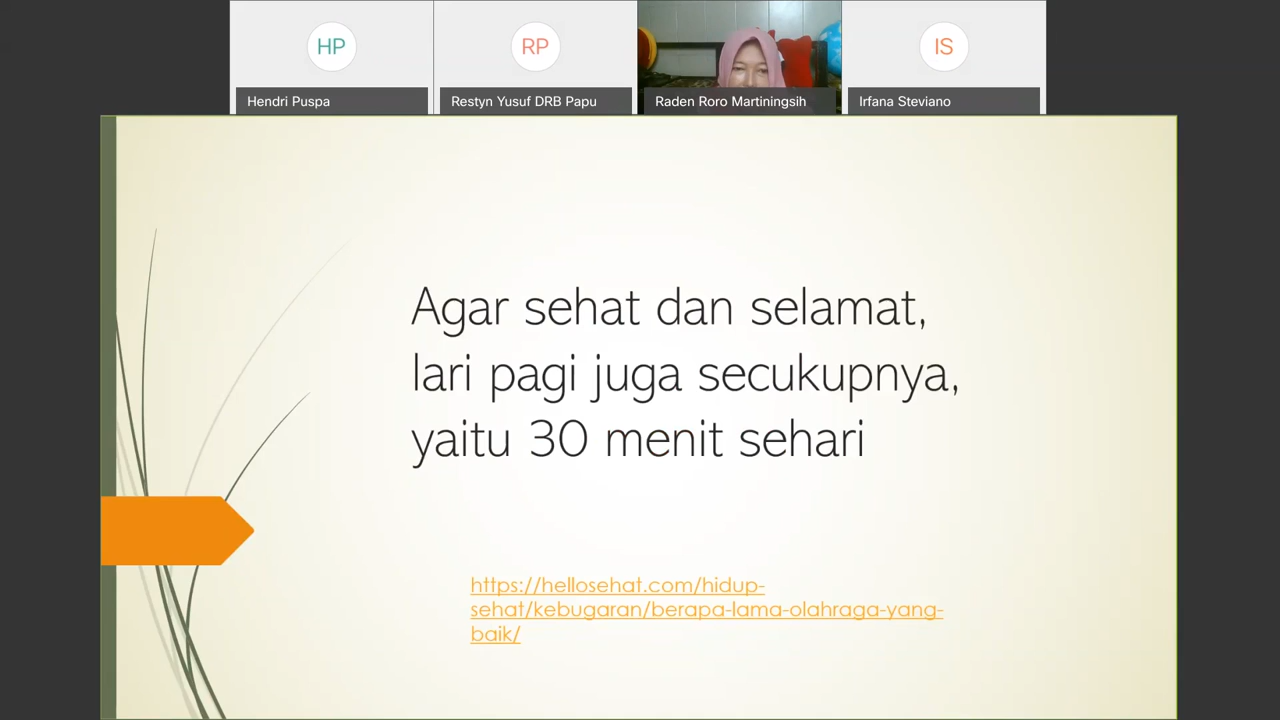 HP
RP
IS
Hendri Puspa
Restyn Yusuf DRB Papu
Raden Roro Martiningsih
Irfana Steviano
Agar sehat dan selamat,
lari pagi juga secukupnya,
yaitu 30 menit sehari
https://hellosehat.com/hidup-
sehat/kebugaran/berapa-lama-olahraga-yang-
baik/